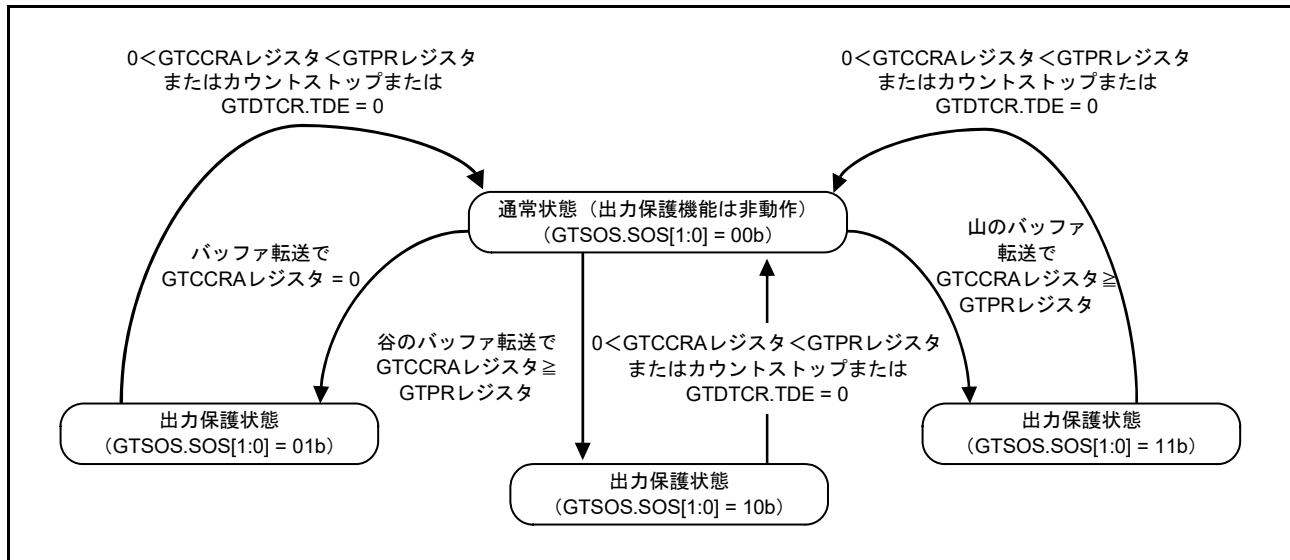 0＜GTCCRAレジスタ＜GTPRレジスタ
またはカウントストップまたは
GTDTCR.TDE = 0
0＜GTCCRAレジスタ＜GTPRレジスタ
またはカウントストップまたは
GTDTCR.TDE = 0
通常状態（出力保護機能は非動作）
（GTSOS.SOS[1:0] = 00b）
バッファ転送で
GTCCRAレジスタ = 0
山のバッファ
転送で
GTCCRAレジスタ≧
GTPRレジスタ
谷のバッファ転送で
GTCCRAレジスタ≧
GTPRレジスタ
0＜GTCCRAレジスタ＜GTPRレジスタ
またはカウントストップまたは
GTDTCR.TDE = 0
出力保護状態
（GTSOS.SOS[1:0] = 01b）
出力保護状態
（GTSOS.SOS[1:0] = 11b）
出力保護状態
（GTSOS.SOS[1:0] = 10b）